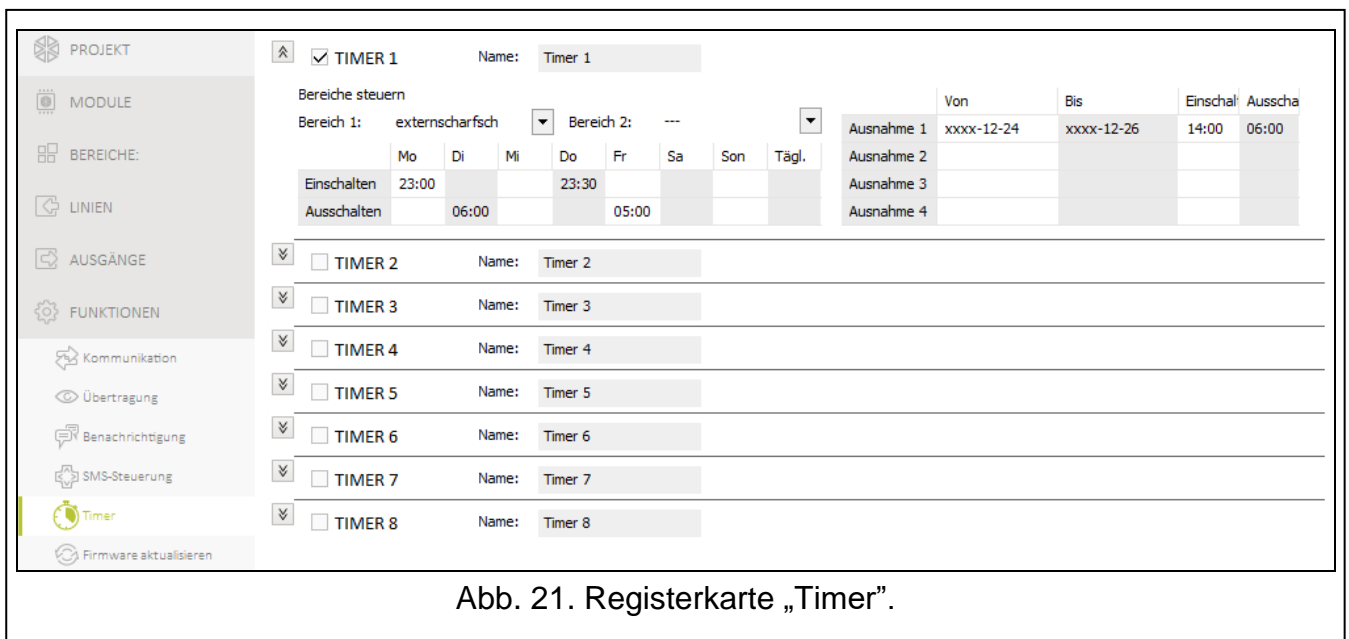 PROJEKT
MODULE
BEREICHE:
LINIEN
AUSGÄNGE
FUNKTIONEN
Kommunikation
Übertragung
Benachrichtigung
SMS-Steuerung
Timer
Firmware aktualisieren
TIMER 1 Name: Timer 1
Bereiche steuern
Bereich 1: externscharfsch Bereich 2: ---
Mo Di Mi Do Fr Sa Son Tägl.
Einschalten 23:00 23:30
Ausschalten 06:00 05:00
Von Bis Einschal Ausscha
Ausnahme 1 xxxx-12-24 xxxx-12-26 14:00 06:00
Ausnahme 2
Ausnahme 3
Ausnahme 4
TIMER 2 Name: Timer 2
TIMER 3 Name: Timer 3
TIMER 4 Name: Timer 4
TIMER 5 Name: Timer 5
TIMER 6 Name: Timer 6
TIMER 7 Name: Timer 7
TIMER 8 Name: Timer 8
Abb. 21. Registerkarte „Timer”.